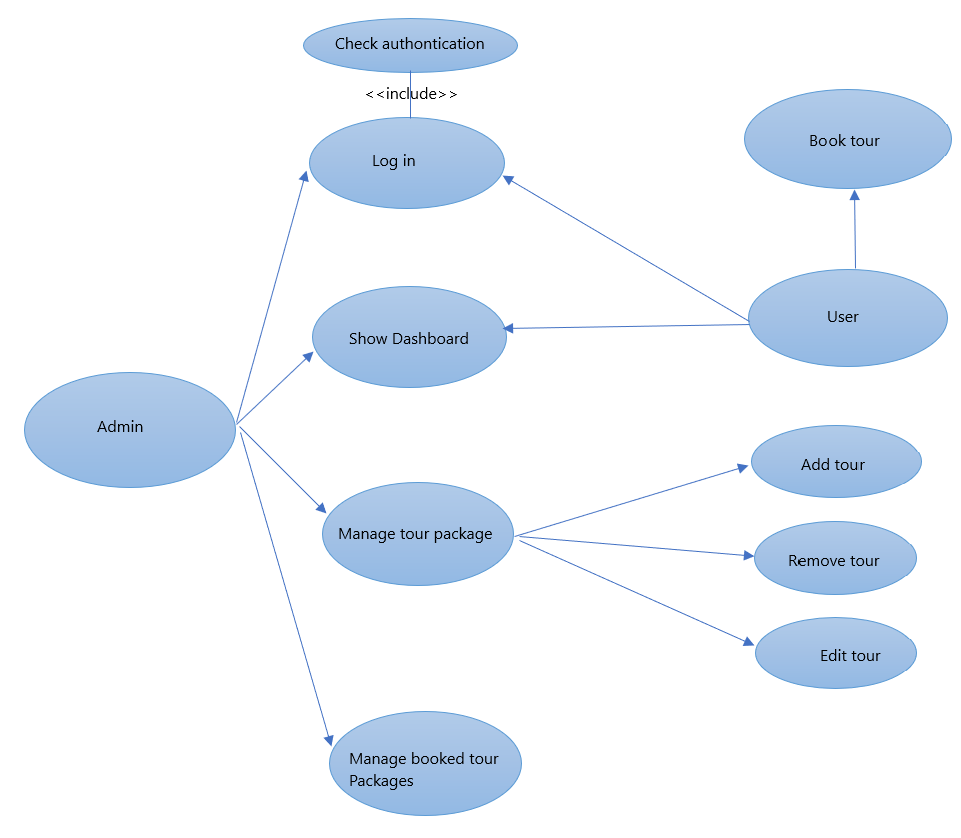 Check authontication
<<include>>
Log in
Book tour
User
Show Dashboard
Admin
Add tour
Manage tour package
Remove tour
Edit tour
Manage booked tour
Packages